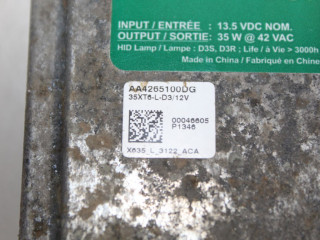 INPUT / ENTRÉE : 13.5 VDC NOM.
OUTPUT / SORTIE : 35 W @ 42 VAC
HID Lamp / Lampe : D3S, D3R ; Life / à Vie > 3000h
Made in China / Fabriqué en Chine
AA4265100DG
35XT6-L-D3/12V
00046605
P1346
X635_L_3122_ACA